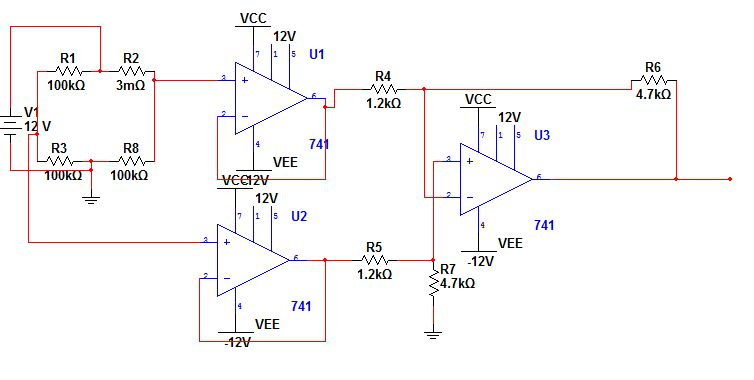 VCC
12V
U1
7
1
5
R1
R2
100kΩ
3mΩ
3
2
6
4
741
VEE
V1
12 V
R3
R8
100kΩ
100kΩ
R4
1.2kΩ
R6
4.7kΩ
VCC
12V
U3
7
1
5
3
2
6
4
741
VEE
-12V
VCC
12V
12V
U2
7
1
5
3
2
6
4
741
VEE
-12V
R5
1.2kΩ
R7
4.7kΩ